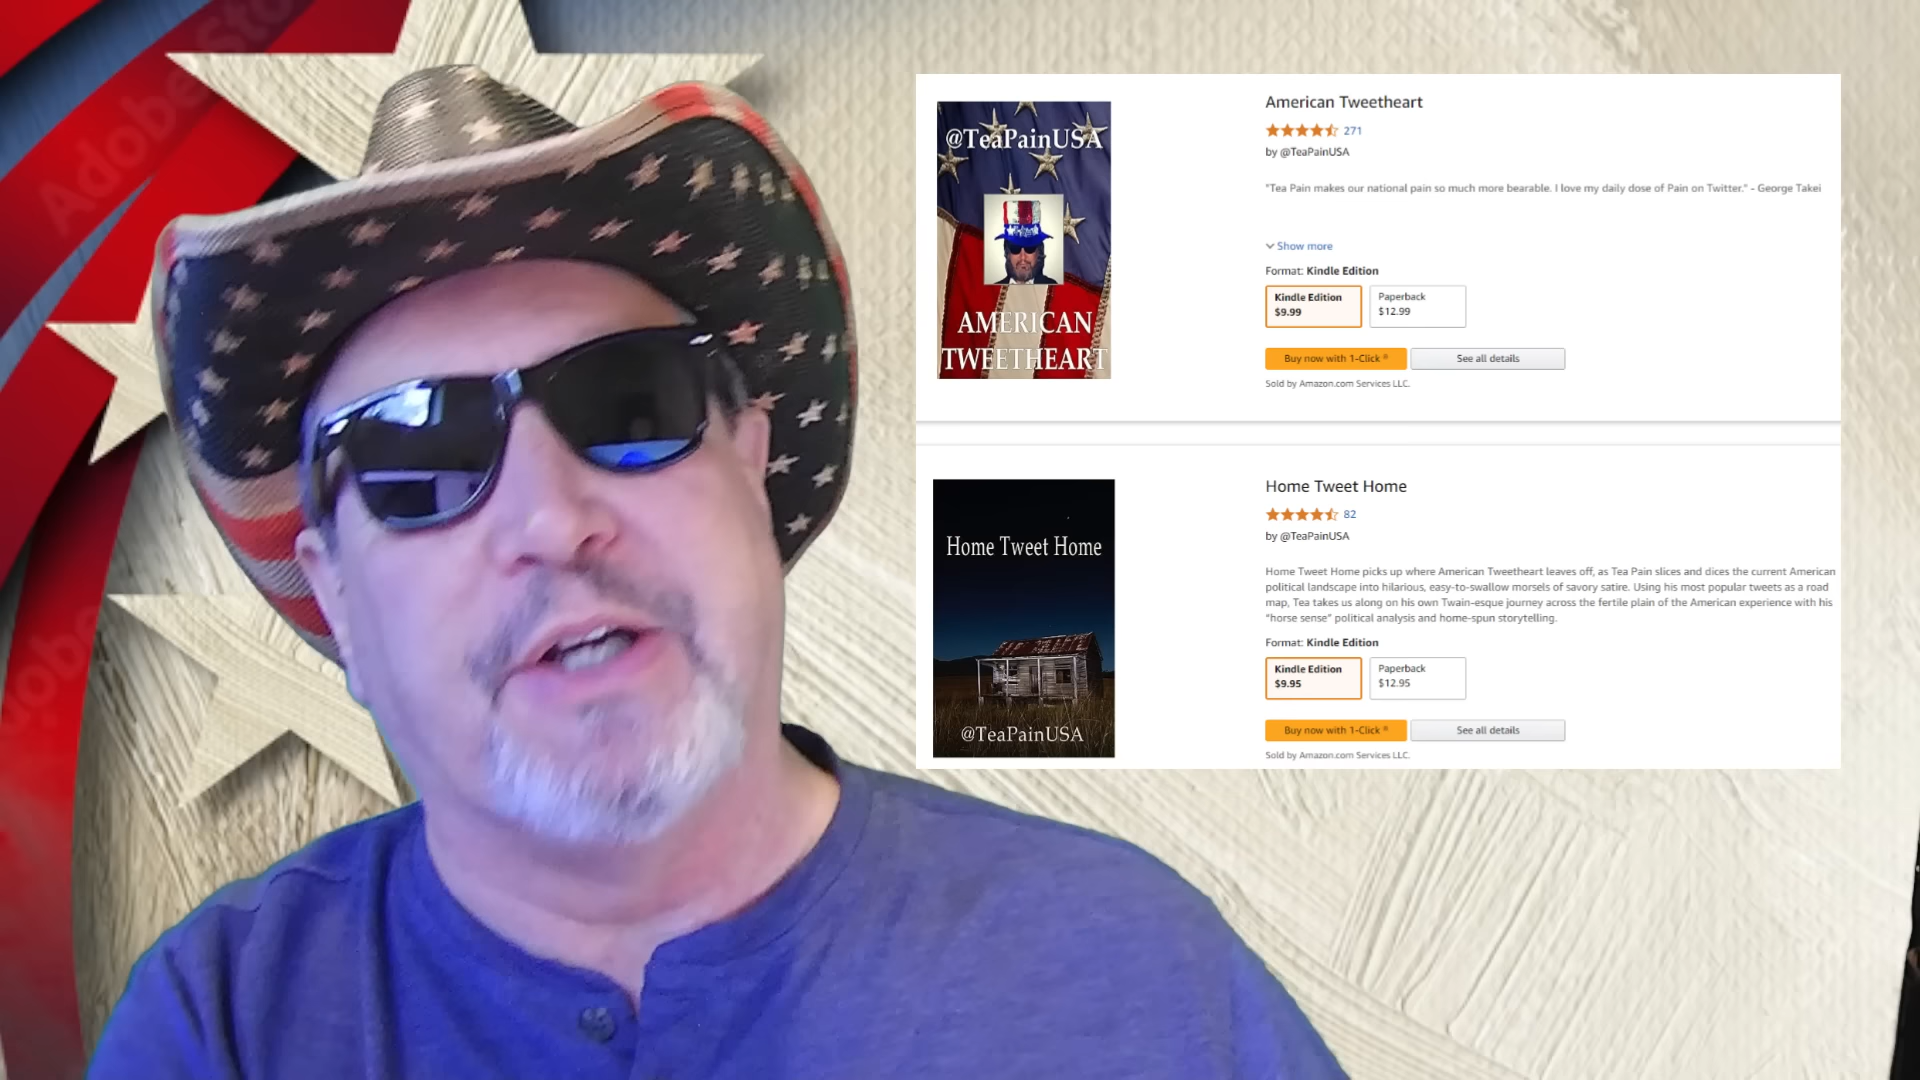 Adobe Stock
Adobe
@TeaPainUSA
AMERICAN
TWEETHEART
American Tweetheart
271
by @TeaPainUSA
"Tea Pain makes our national pain so much more bearable. I love my daily dose of Pain on Twitter." - George Takei
Show more
Format: Kindle Edition
Kindle Edition
$9.99
Paperback
$12.99
Buy now with 1-Click ®
See all details
Sold by Amazon.com Services LLC.
Home Tweet Home
@TeaPainUSA
Home Tweet Home
82
by @TeaPainUSA
Home Tweet Home picks up where American Tweetheart leaves off, as Tea Pain slices and dices the current American
political landscape into hilarious, easy-to-swallow morsels of savory satire. Using his most popular tweets as a road
map, Tea takes us along on his own Twain-esque journey across the fertile plain of the American experience with his
"horse sense" political analysis and home-spun storytelling.
Format: Kindle Edition
Kindle Edition
$9.95
Paperback
$12.95
Buy now with 1-Click ®
See all details
Sold by Amazon.com Services LLC.